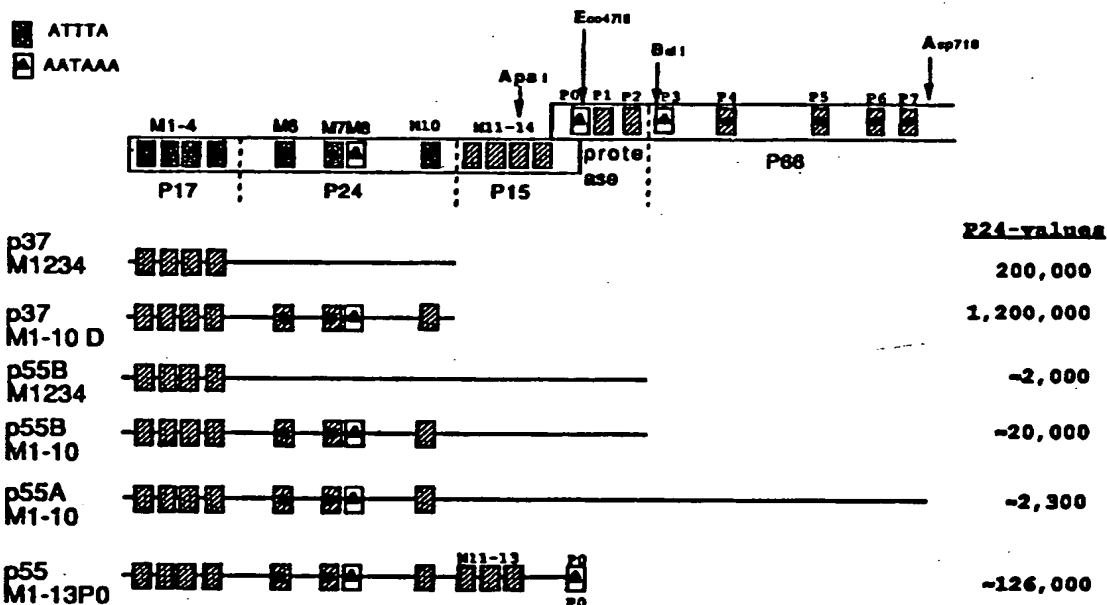 ATTTA
AATAAA
Eco47III
Apa I
Bcl I
Asp718
P0 P1 P2 P3 P4 P5 P6 P7
M1-4 M6 M7M8 M10 M11-14
prote
ase
P17 P24 P15 P66
P24-values
p37
M1234
200,000
p37
M1-10 D
1,200,000
p55B
M1234
~2,000
p55B
M1-10
~20,000
p55A
M1-10
~2,300
M11-13 P0
p55
M1-13P0
P0
~126,000